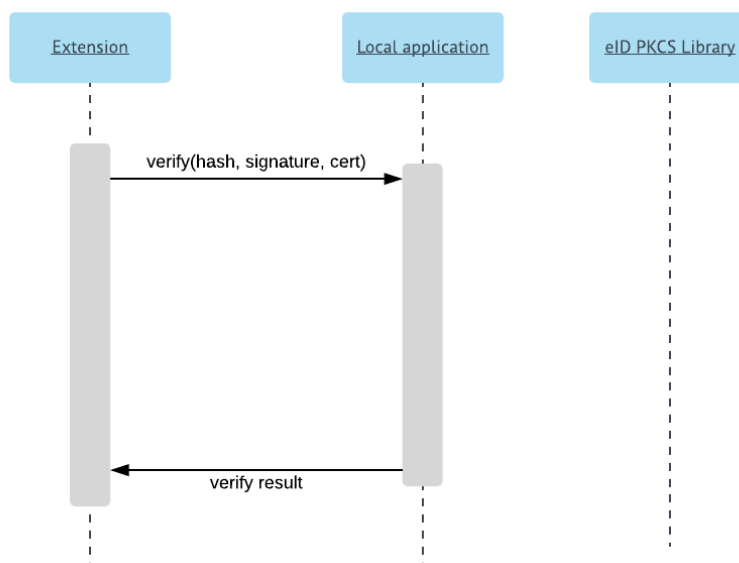 Extension
Local application
eID PKCS Library
verify(hash, signature, cert)
verify result